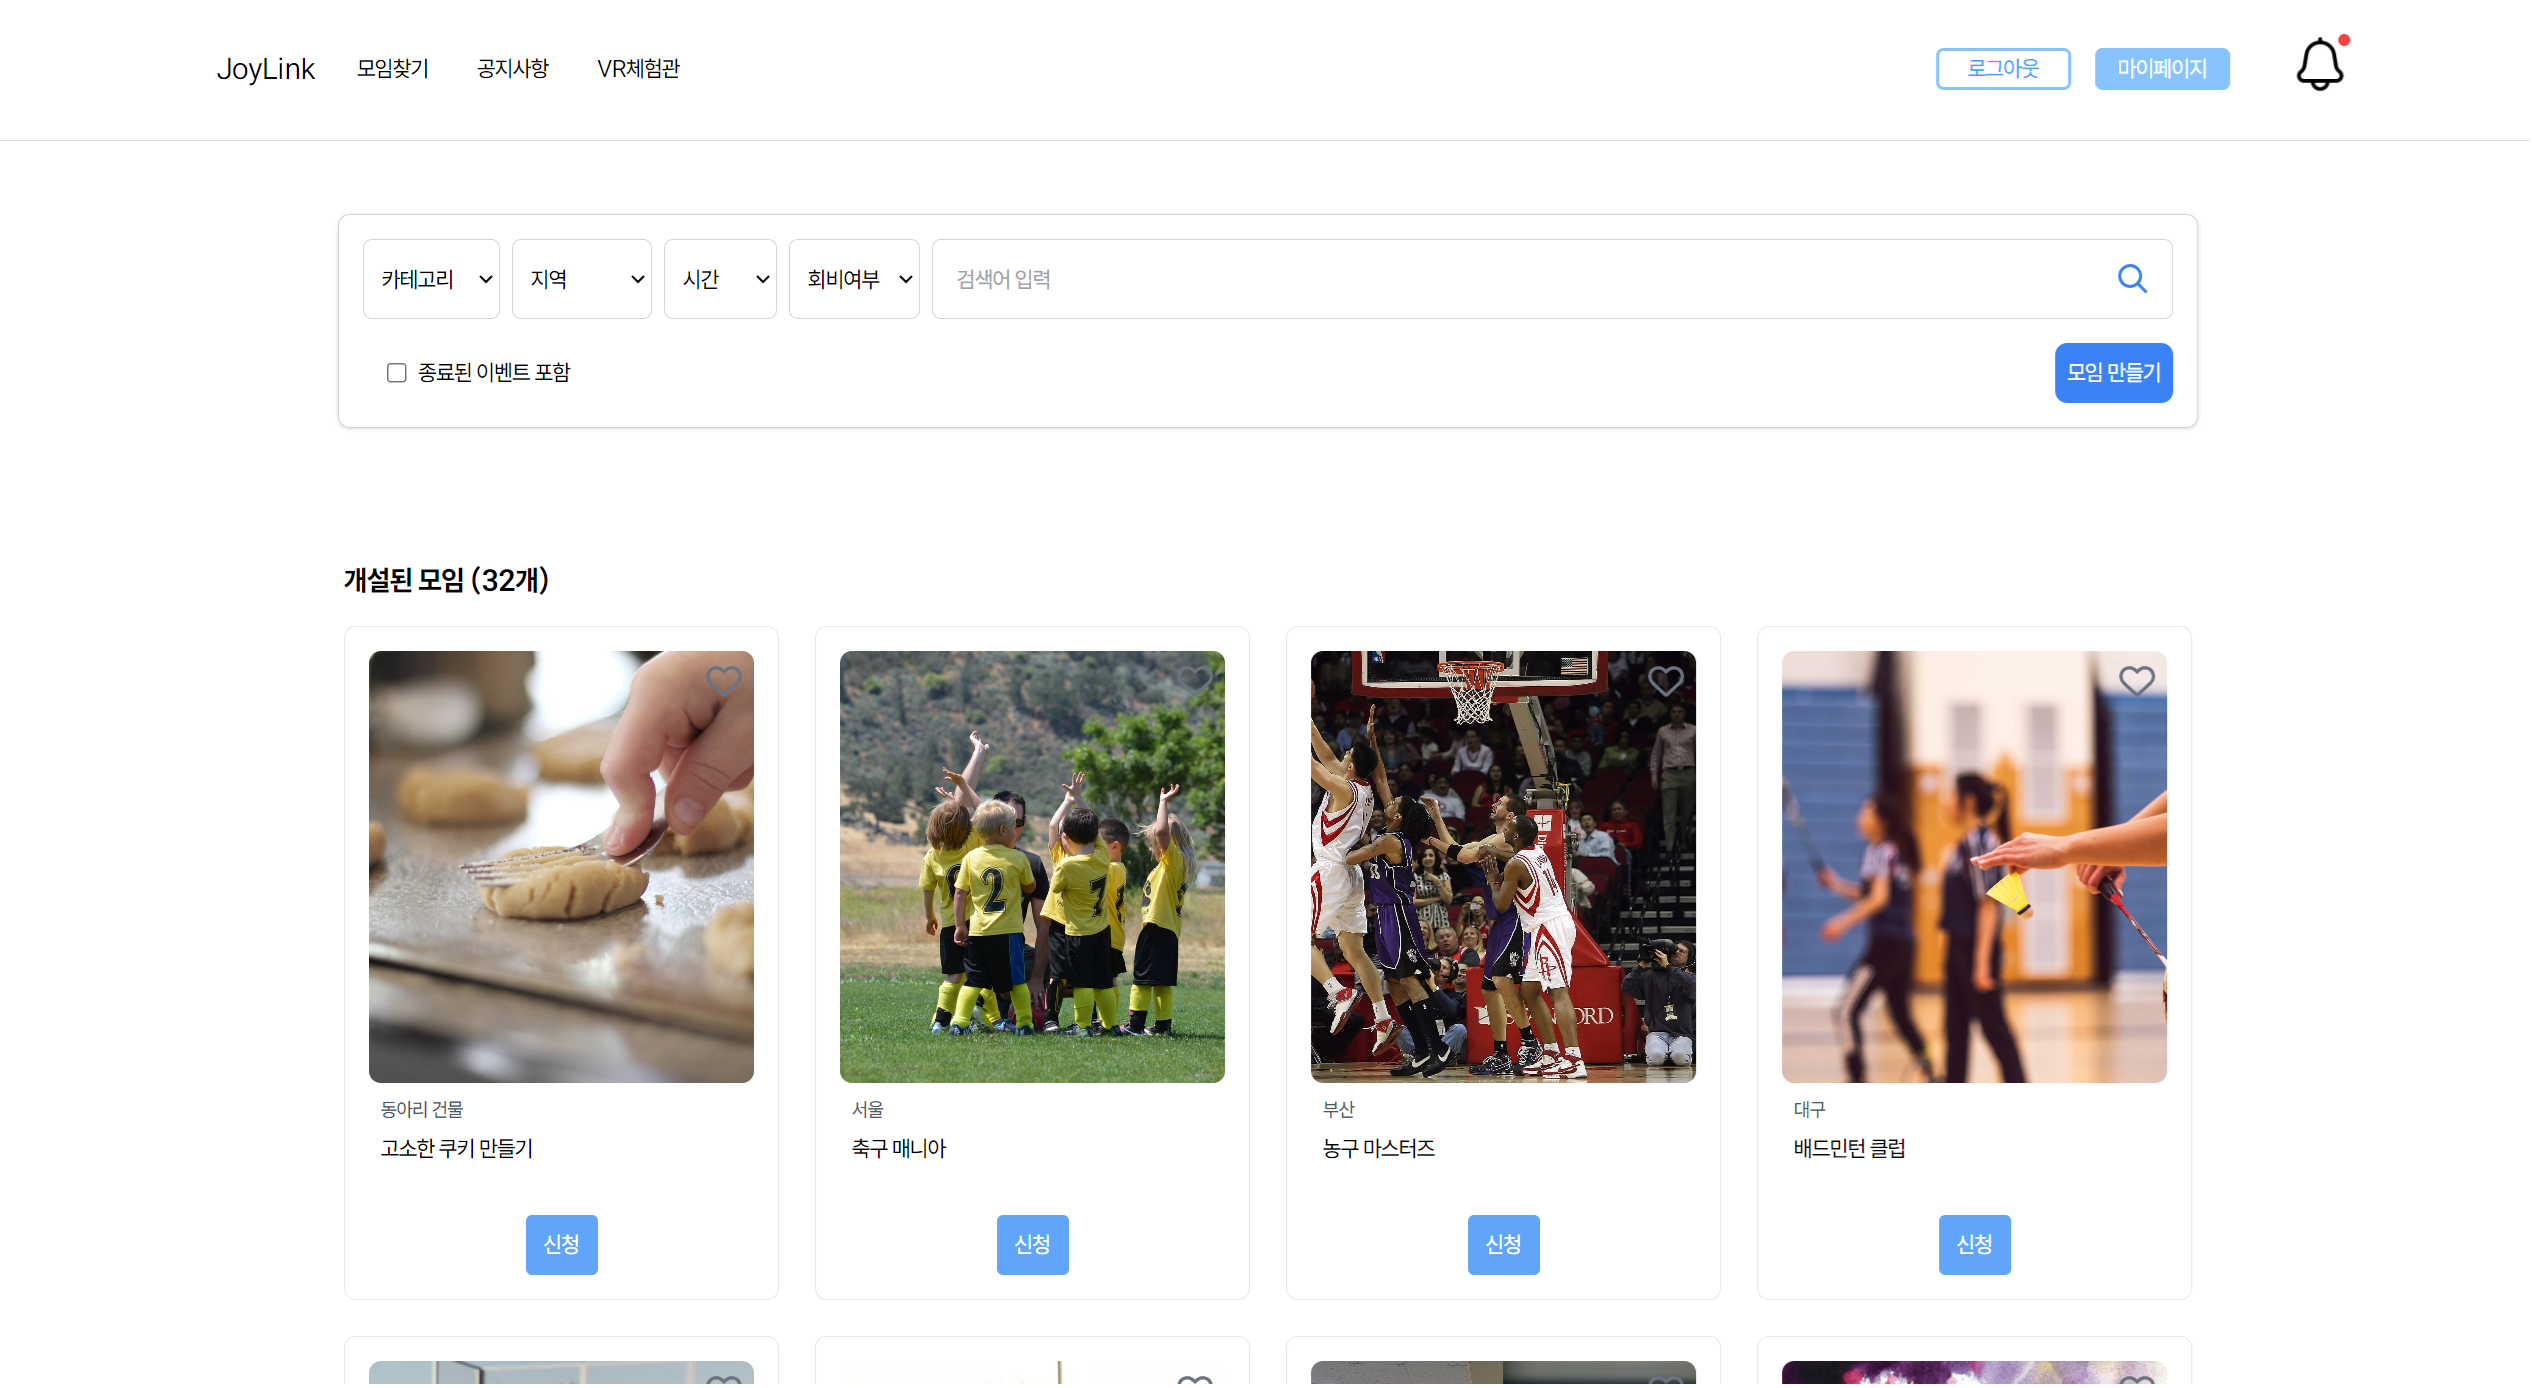 JoyLink 모임찾기 공지사항 VR체험관 로그아웃 마이페이지
카테고리 지역 시간 회비여부 검색어 입력
종료된 이벤트 포함 모임 만들기
개설된 모임 (32개)
2 7
동아리 건물 서울 부산 대구
고소한 쿠키 만들기 축구 매니아 농구 마스터즈 배드민턴 클럽
신청 신청 신청 신청